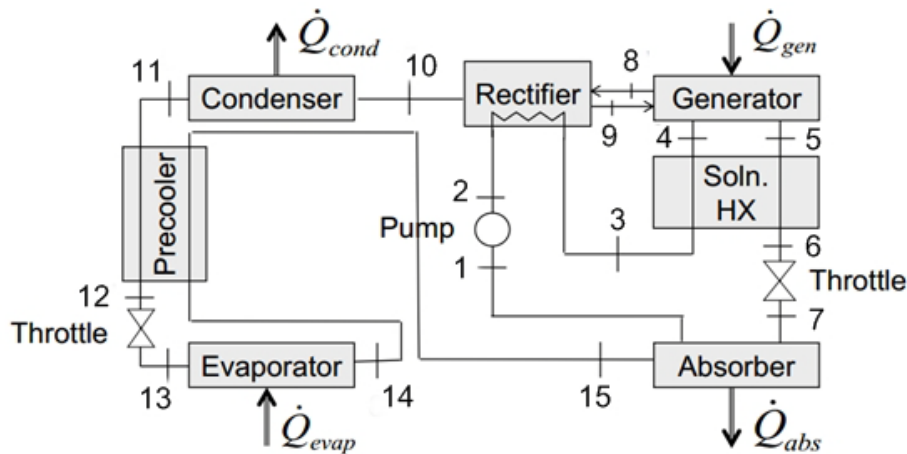 Q̇cond
Q̇gen
11
10
8
Condenser
Rectifier
Generator
9
4
5
Precooler
2
Soln.
HX
Pump
3
6
1
Throttle
12
Throttle
7
Evaporator
Absorber
13
14
15
Q̇evap
Q̇abs